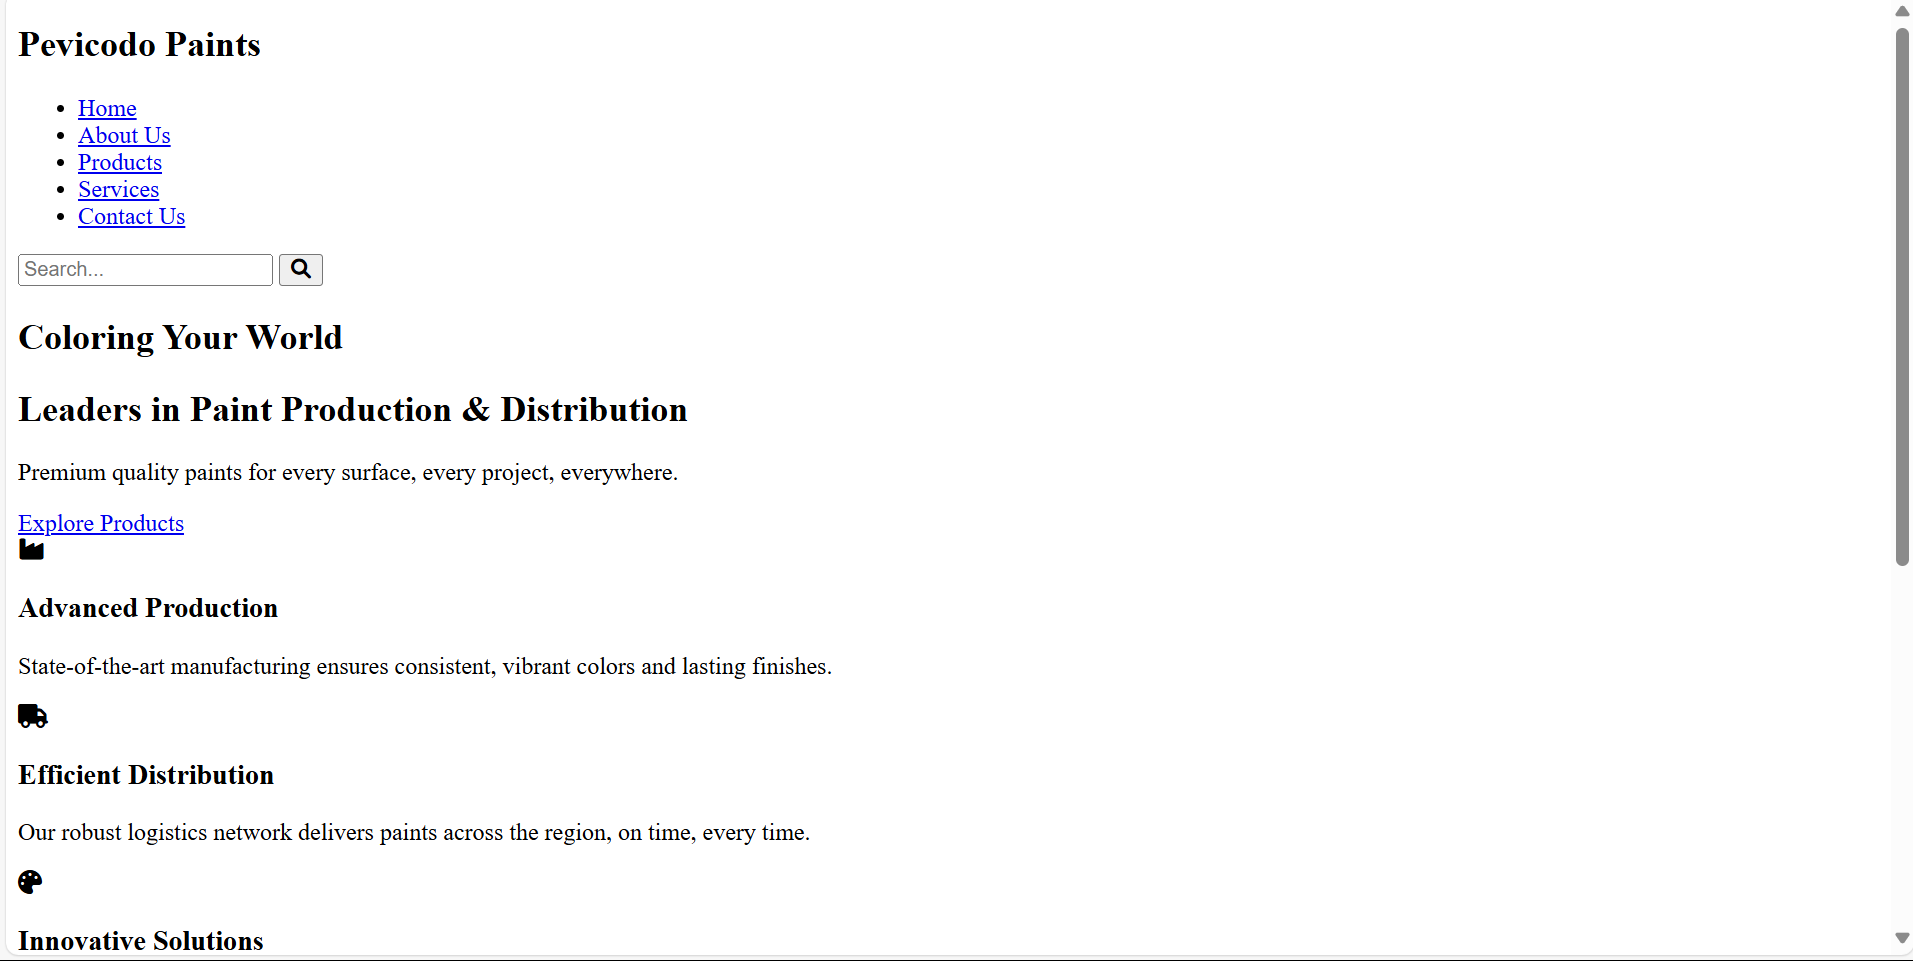 Pevicodo Paints
Home
About Us
Products
Services
Contact Us
Search...
Coloring Your World
Leaders in Paint Production & Distribution
Premium quality paints for every surface, every project, everywhere.
Explore Products
Advanced Production
State-of-the-art manufacturing ensures consistent, vibrant colors and lasting finishes.
Efficient Distribution
Our robust logistics network delivers paints across the region, on time, every time.
Innovative Solutions